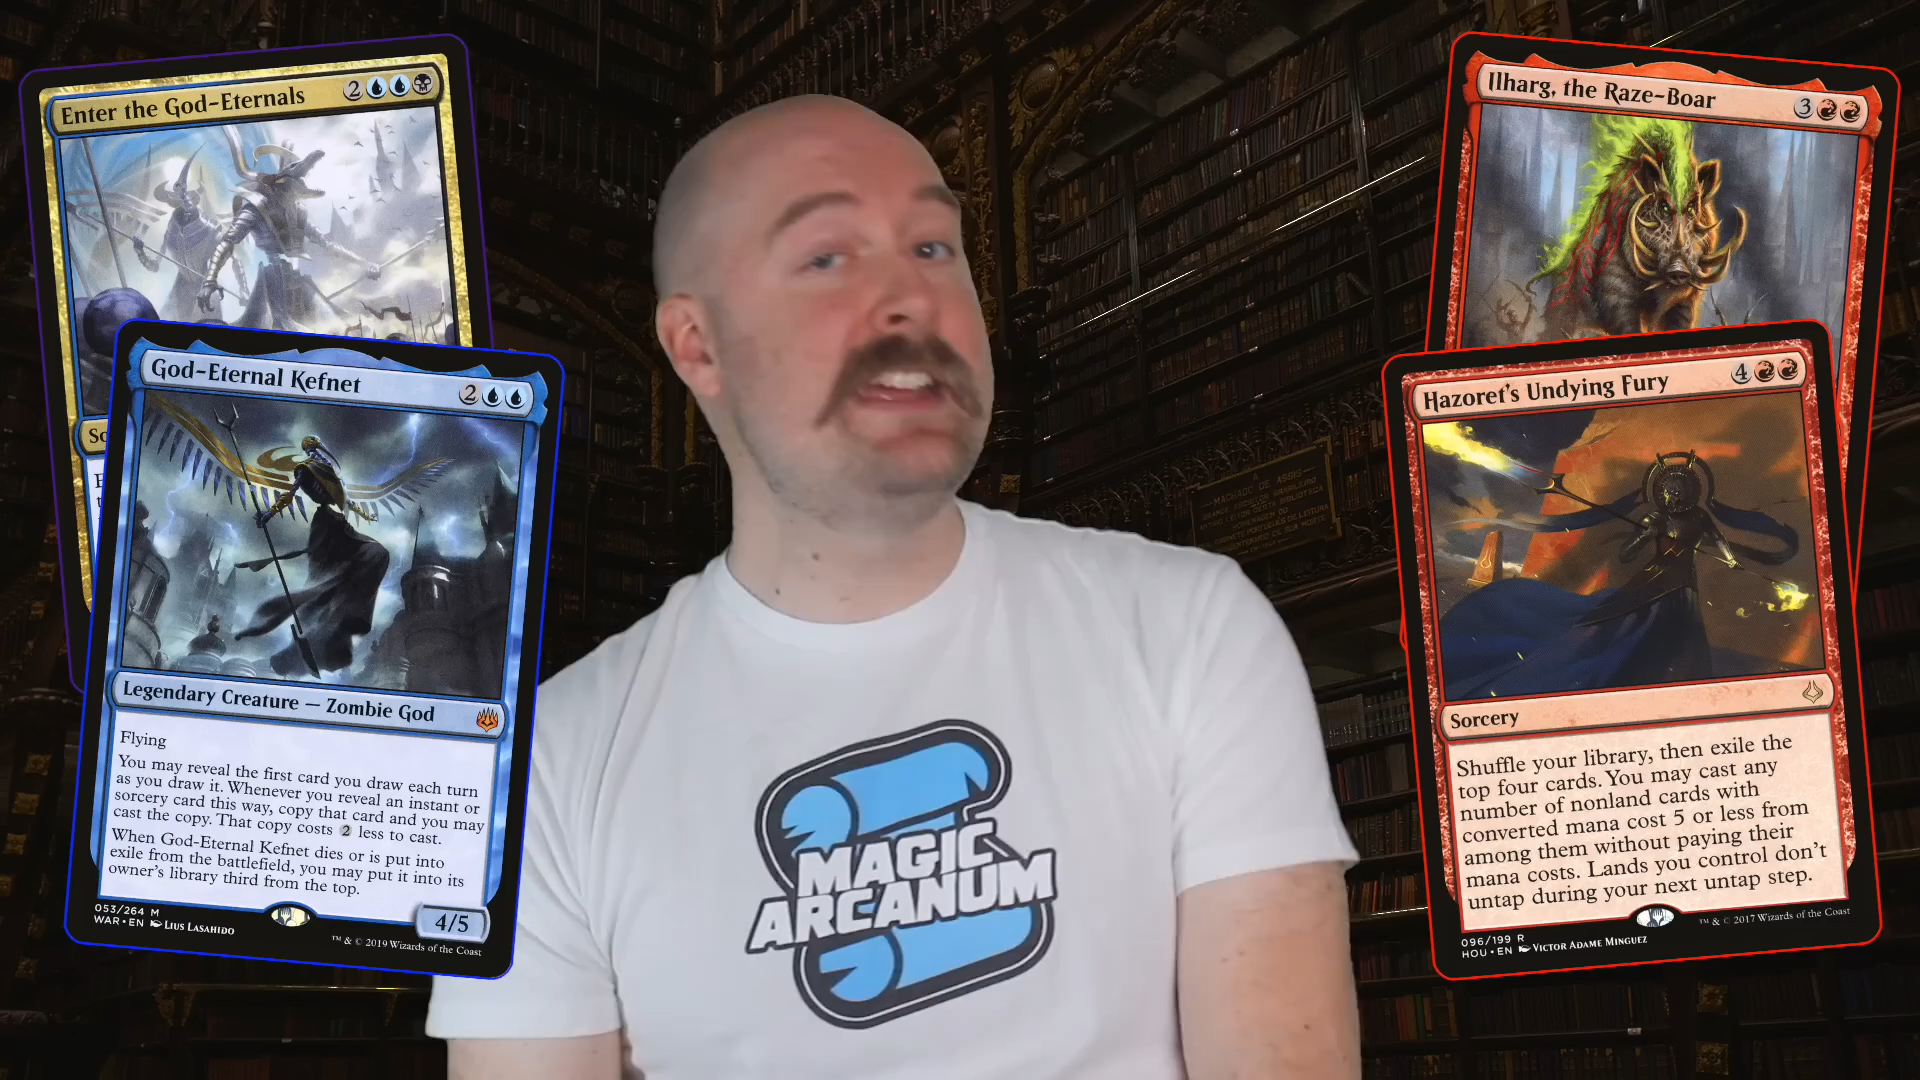 Enter the God-Eternals
2
So
God-Eternal Kefnet
2
Legendary Creature — Zombie God
Flying
You may reveal the first card you draw each turn
as you draw it. Whenever you reveal an instant or
sorcery card this way, copy that card and you may
cast the copy. That copy costs 2 less to cast.
When God-Eternal Kefnet dies or is put into
exile from the battlefield, you may put it into its
owner's library third from the top.
4/5
053/264 M
WAR • EN Lius Lasahido
™ & © 2019 Wizards of the Coast
MAGIC
ARCANUM
Ilharg, the Raze-Boar
3
Hazoret's Undying Fury
4
Sorcery
Shuffle your library, then exile the
top four cards. You may cast any
number of nonland cards with
converted mana cost 5 or less from
among them without paying their
mana costs. Lands you control don't
untap during your next untap step.
096/199 R
HOU • EN Victor Adame Minguez
™ & © 2017 Wizards of the Coast